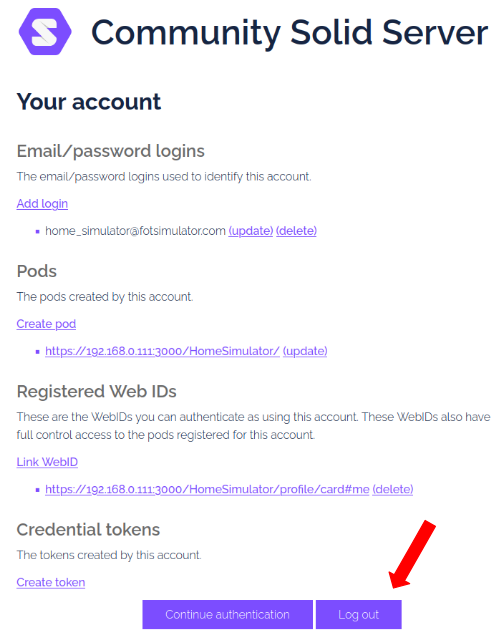 Community Solid Server
Your account
Email/password logins
The email/password logins used to identify this account.
Add login
home_simulator@fotsimulator.com (update) (delete)
Pods
The pods created by this account.
Create pod
https://192.168.0.111:3000/HomeSimulator/ (update)
Registered Web IDs
These are the WebIDs you can authenticate as using this account. These WebIDs also have
full control access to the pods registered for this account.
Link WebID
https://192.168.0.111:3000/HomeSimulator/profile/card#me (delete)
Credential tokens
The tokens created by this account.
Create token
Continue authentication Log out